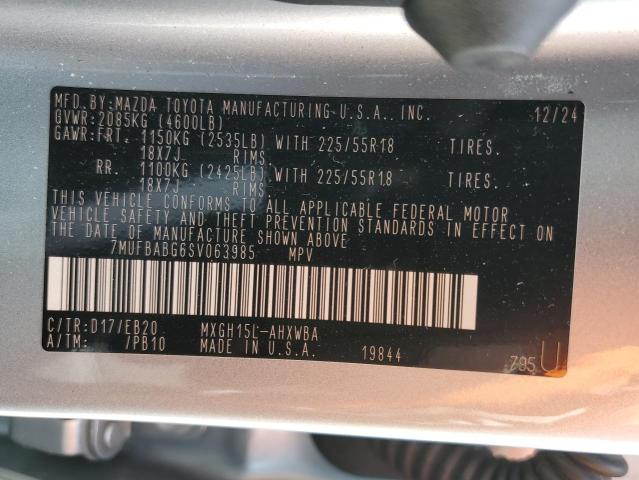 MFD. BY: MAZDA TOYOTA MANUFACTURING-U.S.A., INC. 12/24
GVWR: 2085KG (4600LB)
GAWR: FRT. 1150KG (2535LB) WITH 225/55R18 TIRES.
18X7J RIMS.
RR. 1100KG (2425LB) WITH 225/55R18 TIRES.
18X7J RIMS.
THIS VEHICLE CONFORMS TO ALL APPLICABLE FEDERAL MOTOR
VEHICLE SAFETY AND THEFT PREVENTION STANDARDS IN EFFECT ON
THE DATE OF MANUFACTURE SHOWN ABOVE
7MUFBABG6SV063985 MPV
C/TR: D17/EB20 MXGH15L-AHXWBA
A/TM: /PB10 MADE IN U.S.A. 19844 795 U